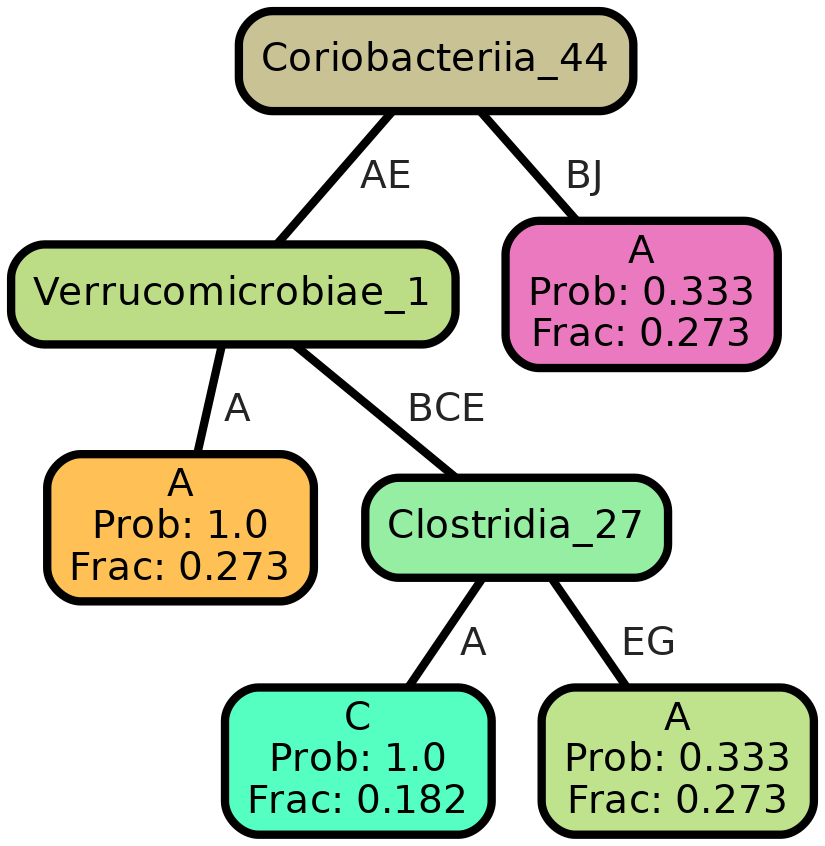 Coriobacteriia_44
AE
BJ
Verrucomicrobiae_1
A
Prob: 0.333
Frac: 0.273
A
BCE
A
Prob: 1.0
Frac: 0.273
Clostridia_27
A
EG
C
Prob: 1.0
Frac: 0.182
A
Prob: 0.333
Frac: 0.273